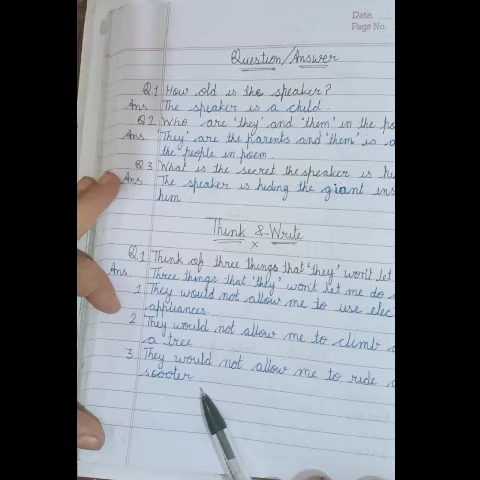 Date
Page No.
Question/Answer
Q.1 How old is the speaker?
Ans The speaker is a child.
Q2. Who are 'they' and 'them' in the
Ans 'They' are the parents and 'them' is
the people in poem.
Q.3 What is the secret the speaker is
Ans The speaker is hiding the giant
him.
Think & Write
x
Q.1 Think of three things that 'they' won't let
Ans. Three things that 'they' won't let me do
1 They would not allow me to use
appliances.
2. They would not allow me to climb
a tree.
3. They would not allow me to ride a
scooter